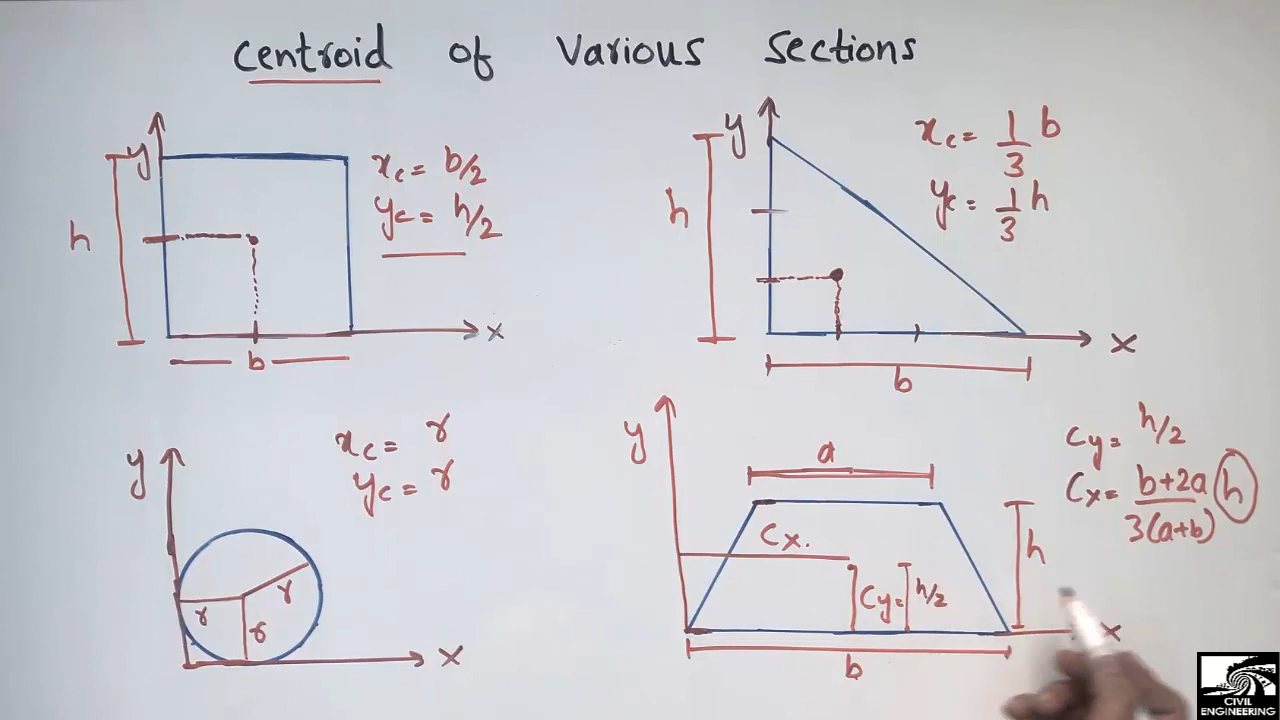 Centroid of Various Sections
y
h
xc = b/2
yc = h/2
b
x
y
h
xc = 1/3 b
yc = 1/3 h
b
x
y
xc = r
yc = r
r
r
r
x
y
a
Cx.
Cy = h/2
h
b
x
Cy = h/2
Cx = b+2a/3(a+b) h
CIVIL
ENGINEERING